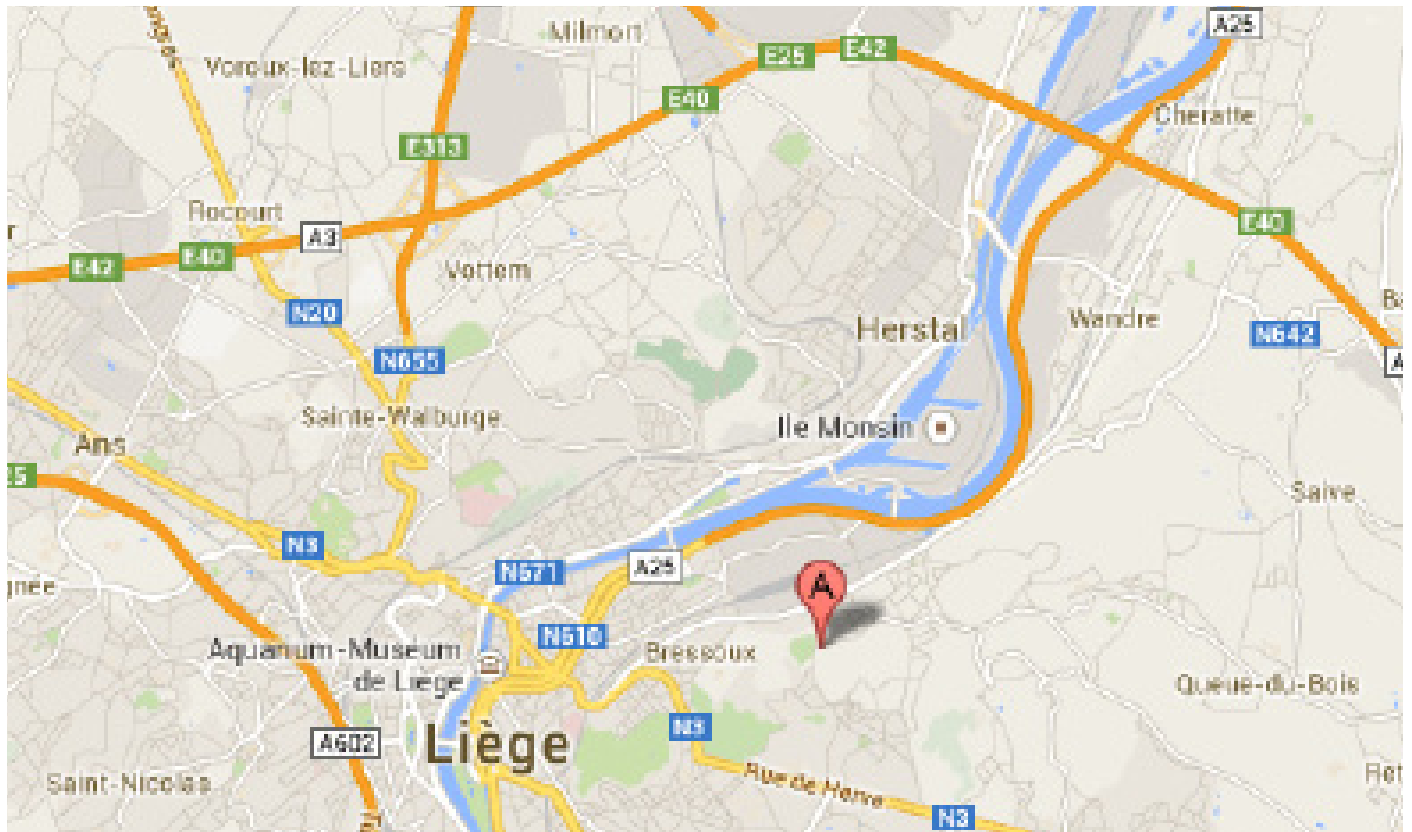 A25
Milmort
E25
E42
Voroux-lez-Liers
E40
Cheratte
E313
Rocourt
A3
E40
E40
E42
Vottem
N20
Wandre
Herstal
N642
N655
Sainte-Walburge
Ile Monsin
Ans
Saive
N3
N671
A25
A
N610
Aquarium-Museum
de Liège
Bressoux
Queue-du-Bois
N3
A602
Liège
Saint-Nicolas
Rue de Herve
N3